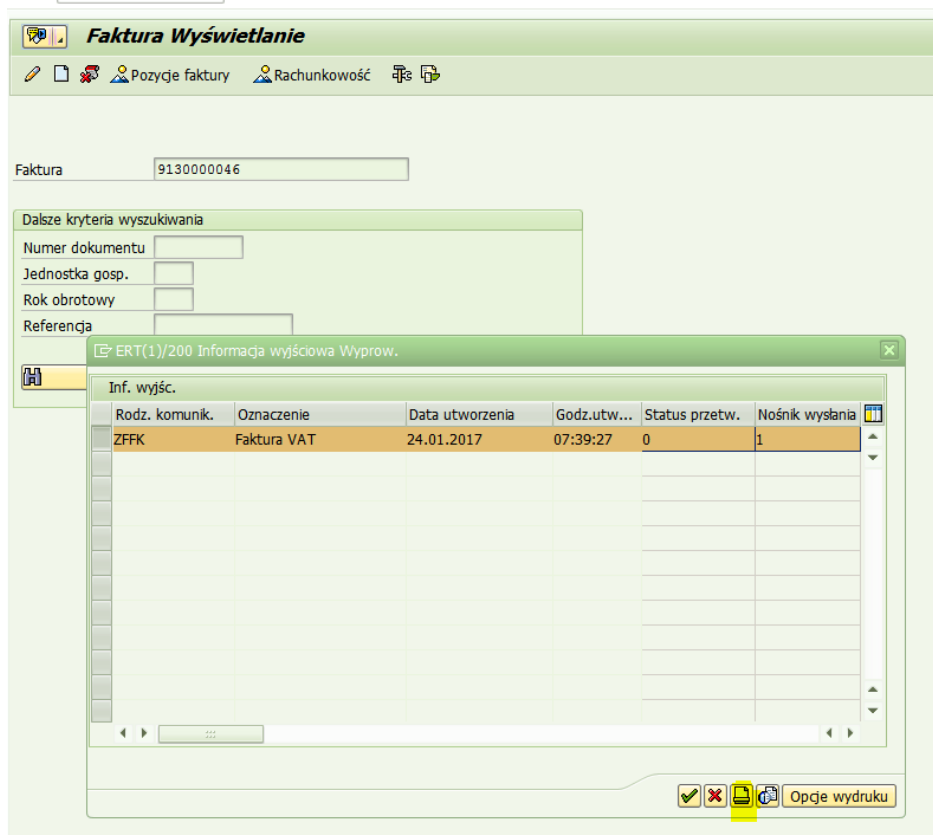 Faktura Wyświetlanie
Pozycje faktury Rachunkowość
Faktura 9130000046
Dalsze kryteria wyszukiwania
Numer dokumentu
Jednostka gosp.
Rok obrotowy
Referencja
ERT(1)/200 Informacja wyjściowa Wyprow.
Inf. wyjśc.
Rodz. komunik. Oznaczenie Data utworzenia Godz.utw... Status przetw. Nośnik wysłania
ZFFK Faktura VAT 24.01.2017 07:39:27 0 1
Opcje wydruku